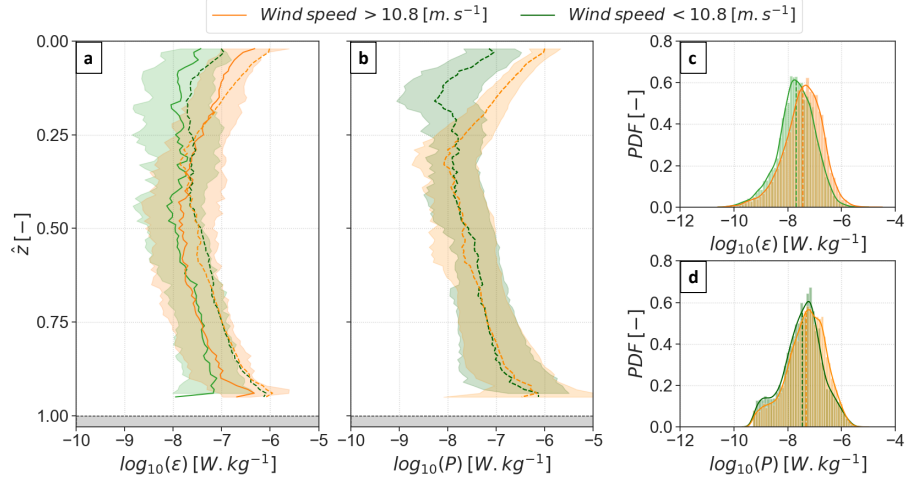 Wind speed > 10.8 [m.s⁻¹] Wind speed < 10.8 [m.s⁻¹]
a
b
c
d
0.00
0.25
0.50
0.75
1.00
ẑ [−]
−10 −9 −8 −7 −6 −5
log₁₀(ε) [W.kg⁻¹]
−10 −9 −8 −7 −6 −5
log₁₀(P) [W.kg⁻¹]
0.8
0.6
0.4
0.2
0.0
PDF [−]
−12 −10 −8 −6 −4
log₁₀(ε) [W.kg⁻¹]
0.8
0.6
0.4
0.2
0.0
PDF [−]
−12 −10 −8 −6 −4
log₁₀(P) [W.kg⁻¹]